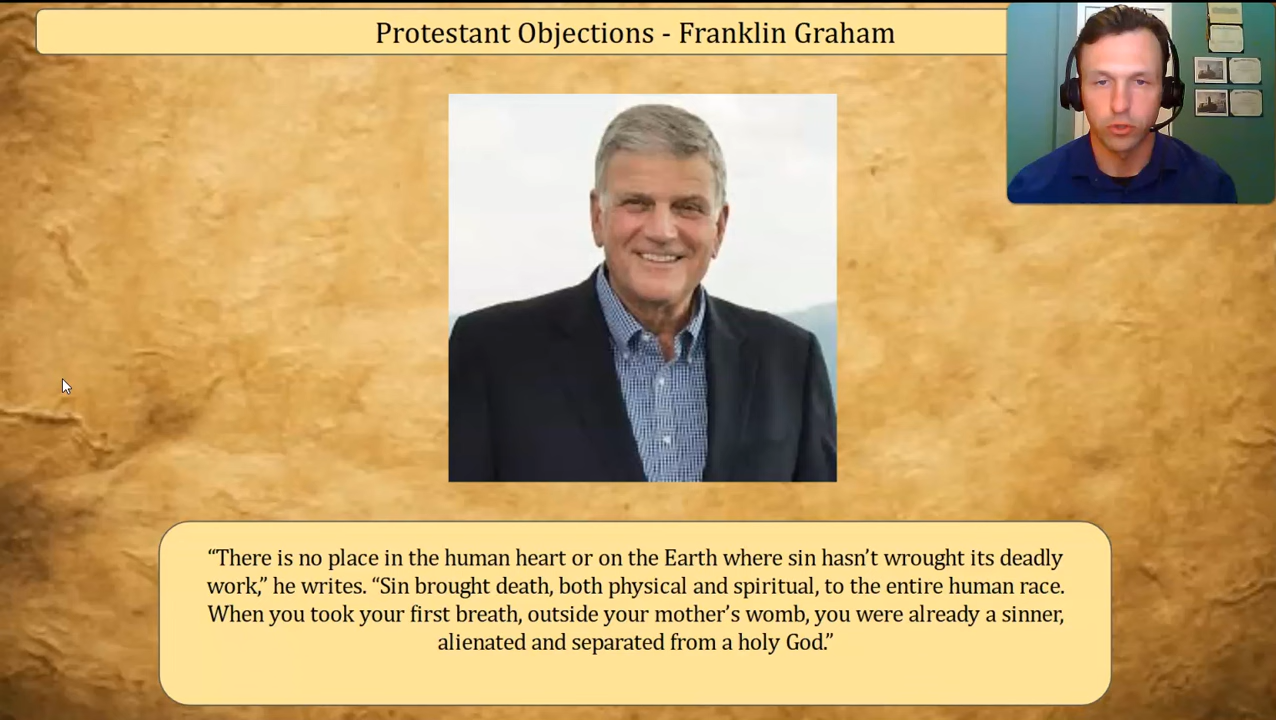 Protestant Objections - Franklin Graham
“There is no place in the human heart or on the Earth where sin hasn’t wrought its deadly
work,” he writes. “Sin brought death, both physical and spiritual, to the entire human race.
When you took your first breath, outside your mother’s womb, you were already a sinner,
alienated and separated from a holy God.”